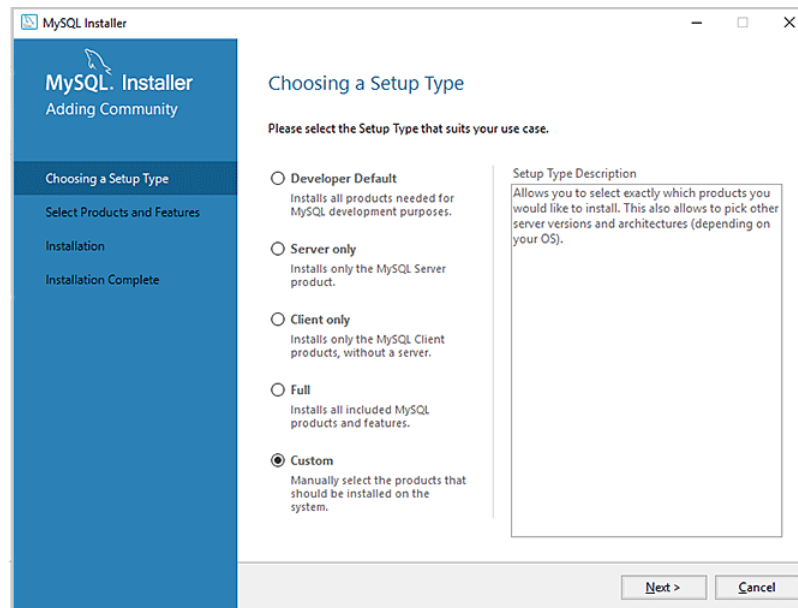 MySQL Installer
MySQL. Installer
Adding Community
Choosing a Setup Type
Select Products and Features
Installation
Installation Complete
Choosing a Setup Type
Please select the Setup Type that suits your use case.
Developer Default
Installs all products needed for
MySQL development purposes.
Server only
Installs only the MySQL Server
product.
Client only
Installs only the MySQL Client
products, without a server.
Full
Installs all included MySQL
products and features.
Custom
Manually select the products that
should be installed on the
system.
Setup Type Description
Allows you to select exactly which products you
would like to install. This also allows to pick other
server versions and architectures (depending on
your OS).
Next >
Cancel